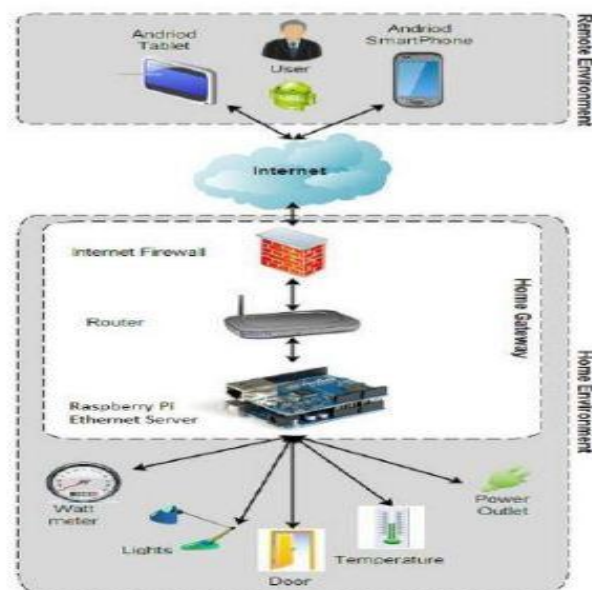 Andriod
Tablet
User
Andriod
SmartPhone
Remote Environment
Internet
Internet Firewall
Router
Raspberry Pi
Ethernet Server
Home Gateway
Home Environment
Watt
meter
Lights
Door
Temperature
Power
Outlet